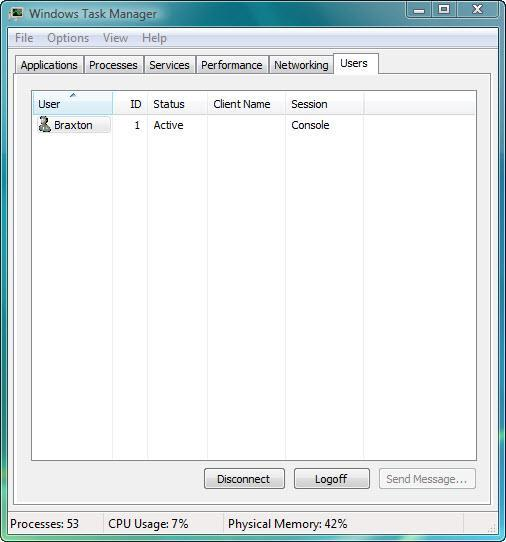 Windows Task Manager
File Options View Help
Applications Processes Services Performance Networking Users
User ID Status Client Name Session
Braxton 1 Active Console
Disconnect Logoff Send Message...
Processes: 53 CPU Usage: 7% Physical Memory: 42%